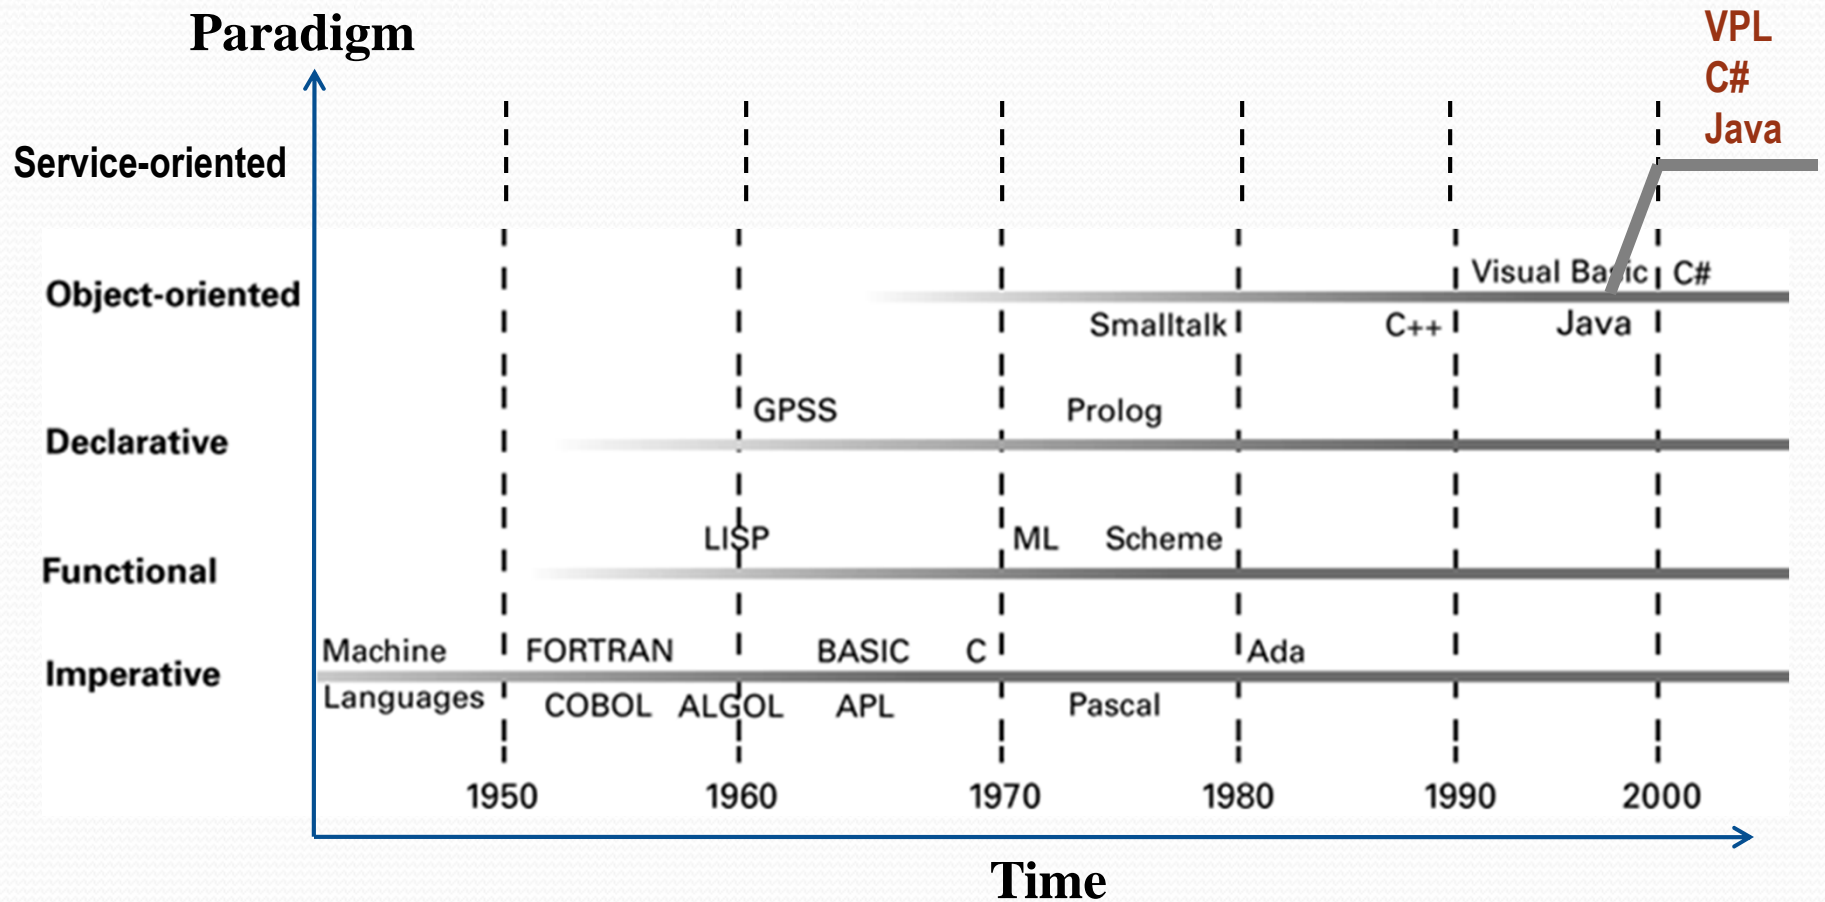 Paradigm
VPL
C#
Java
Service-oriented
Visual Basic C#
Object-oriented
Smalltalk C++ Java
GPSS Prolog
Declarative
LISP ML Scheme
Functional
Machine FORTRAN BASIC C Ada
Imperative
Languages COBOL ALGOL APL Pascal
1950 1960 1970 1980 1990 2000
Time